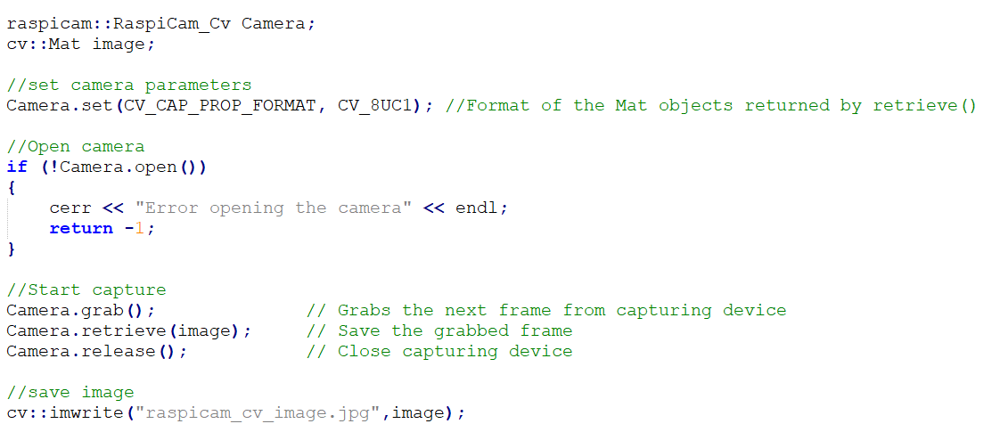 raspicam::RaspiCam_Cv Camera;
cv::Mat image;

//set camera parameters
Camera.set(CV_CAP_PROP_FORMAT, CV_8UC1); //Format of the Mat objects returned by retrieve()

//Open camera
if (!Camera.open())
{
    cerr << "Error opening the camera" << endl;
    return -1;
}

//Start capture
Camera.grab();              // Grabs the next frame from capturing device
Camera.retrieve(image);     // Save the grabbed frame
Camera.release();           // Close capturing device

//save image
cv::imwrite("raspicam_cv_image.jpg",image);